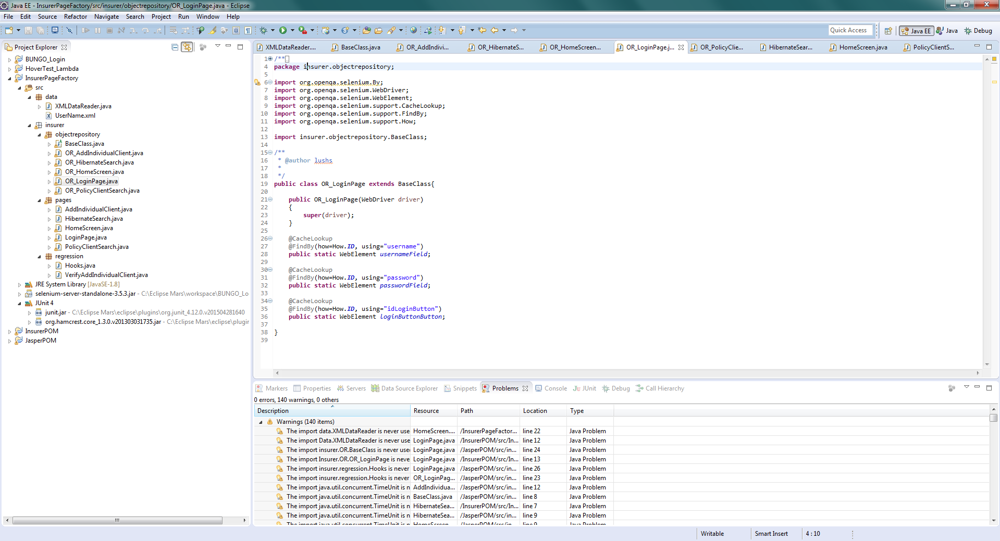 Java EE - InsurerPageFactory/src/insurer/objectrepository/OR_LoginPage.java - Eclipse
File Edit Source Refactor Navigate Search Project Run Window Help
Quick Access Java EE Java Debug
Project Explorer
BUNGO_Login
HoverTest_Lambda
InsurerPageFactory
src
data
XMLDataReader.java
UserName.xml
insurer
objectrepository
BaseClass.java
OR_AddIndividualClient.java
OR_HibernateSearch.java
OR_HomeScreen.java
OR_LoginPage.java
OR_PolicyClientSearch.java
pages
AddIndividualClient.java
HibernateSearch.java
HomeScreen.java
LoginPage.java
PolicyClientSearch.java
regression
Hooks.java
VerifyAddIndividualClient.java
JRE System Library [JavaSE-1.8]
selenium-server-standalone-3.5.3.jar - C:\Eclipse Mars\workspace\BUNGO_Lo
JUnit 4
junit.jar - C:\Eclipse Mars\eclipse\plugins\org.junit_4.12.0.v201504281640
org.hamcrest.core_1.3.0.v201303031735.jar - C:\Eclipse Mars\eclipse\plugin
InsurerPOM
JasperPOM
XMLDataReader.... BaseClass.java OR_AddIndivi... OR_HibernateS... OR_HomeScreen... OR_LoginPage.j... OR_PolicyClie... HibernateSear... HomeScreen.java PolicyClientS...
1 /**
4 package insurer.objectrepository;
5
6 import org.openqa.selenium.By;
7 import org.openqa.selenium.WebDriver;
8 import org.openqa.selenium.WebElement;
9 import org.openqa.selenium.support.CacheLookup;
10 import org.openqa.selenium.support.FindBy;
11 import org.openqa.selenium.support.How;
12
13 import insurer.objectrepository.BaseClass;
14
15 /**
16 * @author lushs
17 *
18 */
19 public class OR_LoginPage extends BaseClass{
20
21 public OR_LoginPage(WebDriver driver)
22 {
23 super(driver);
24 }
25
26 @CacheLookup
27 @FindBy(how=How.ID, using="username")
28 public static WebElement usernameField;
29
30 @CacheLookup
31 @FindBy(how=How.ID, using="password")
32 public static WebElement passwordField;
33
34 @CacheLookup
35 @FindBy(how=How.ID, using="idLoginButton")
36 public static WebElement loginButtonButton;
37
38 }
39
Markers Properties Servers Data Source Explorer Snippets Problems Console JUnit Debug Call Hierarchy
0 errors, 140 warnings, 0 others
Description Resource Path Location Type
Warnings (140 items)
The import data.XMLDataReader is never use HomeScreen.... /InsurerPageFactor... line 22 Java Problem
The import Data.XMLDataReader is never use LoginPage.java /InsurerPOM/src/In... line 12 Java Problem
The import insurer.OR.BaseClass is never use LoginPage.java /JasperPOM/src/in... line 24 Java Problem
The import Insurer.OR.OR_LoginPage is neve LoginPage.java /InsurerPOM/src/In... line 13 Java Problem
The import insurer.regression.Hooks is never LoginPage.java /JasperPOM/src/in... line 26 Java Problem
The import insurer.regression.Hooks is never OR_LoginPag... /JasperPOM/src/in... line 23 Java Problem
The import java.util.concurrent.TimeUnit is n AddIndividua... /JasperPOM/src/in... line 12 Java Problem
The import java.util.concurrent.TimeUnit is n BaseClass.java /JasperPOM/src/in... line 8 Java Problem
The import java.util.concurrent.TimeUnit is n HibernateSea... /InsurerPOM/src/In... line 7 Java Problem
The import java.util.concurrent.TimeUnit is n HibernateSea... /JasperPOM/src/in... line 9 Java Problem
The import java.util.concurrent.TimeUnit is n HomeScreen /JasperPOM/src/in line 9 Java Problem
Writable Smart Insert 4 : 10